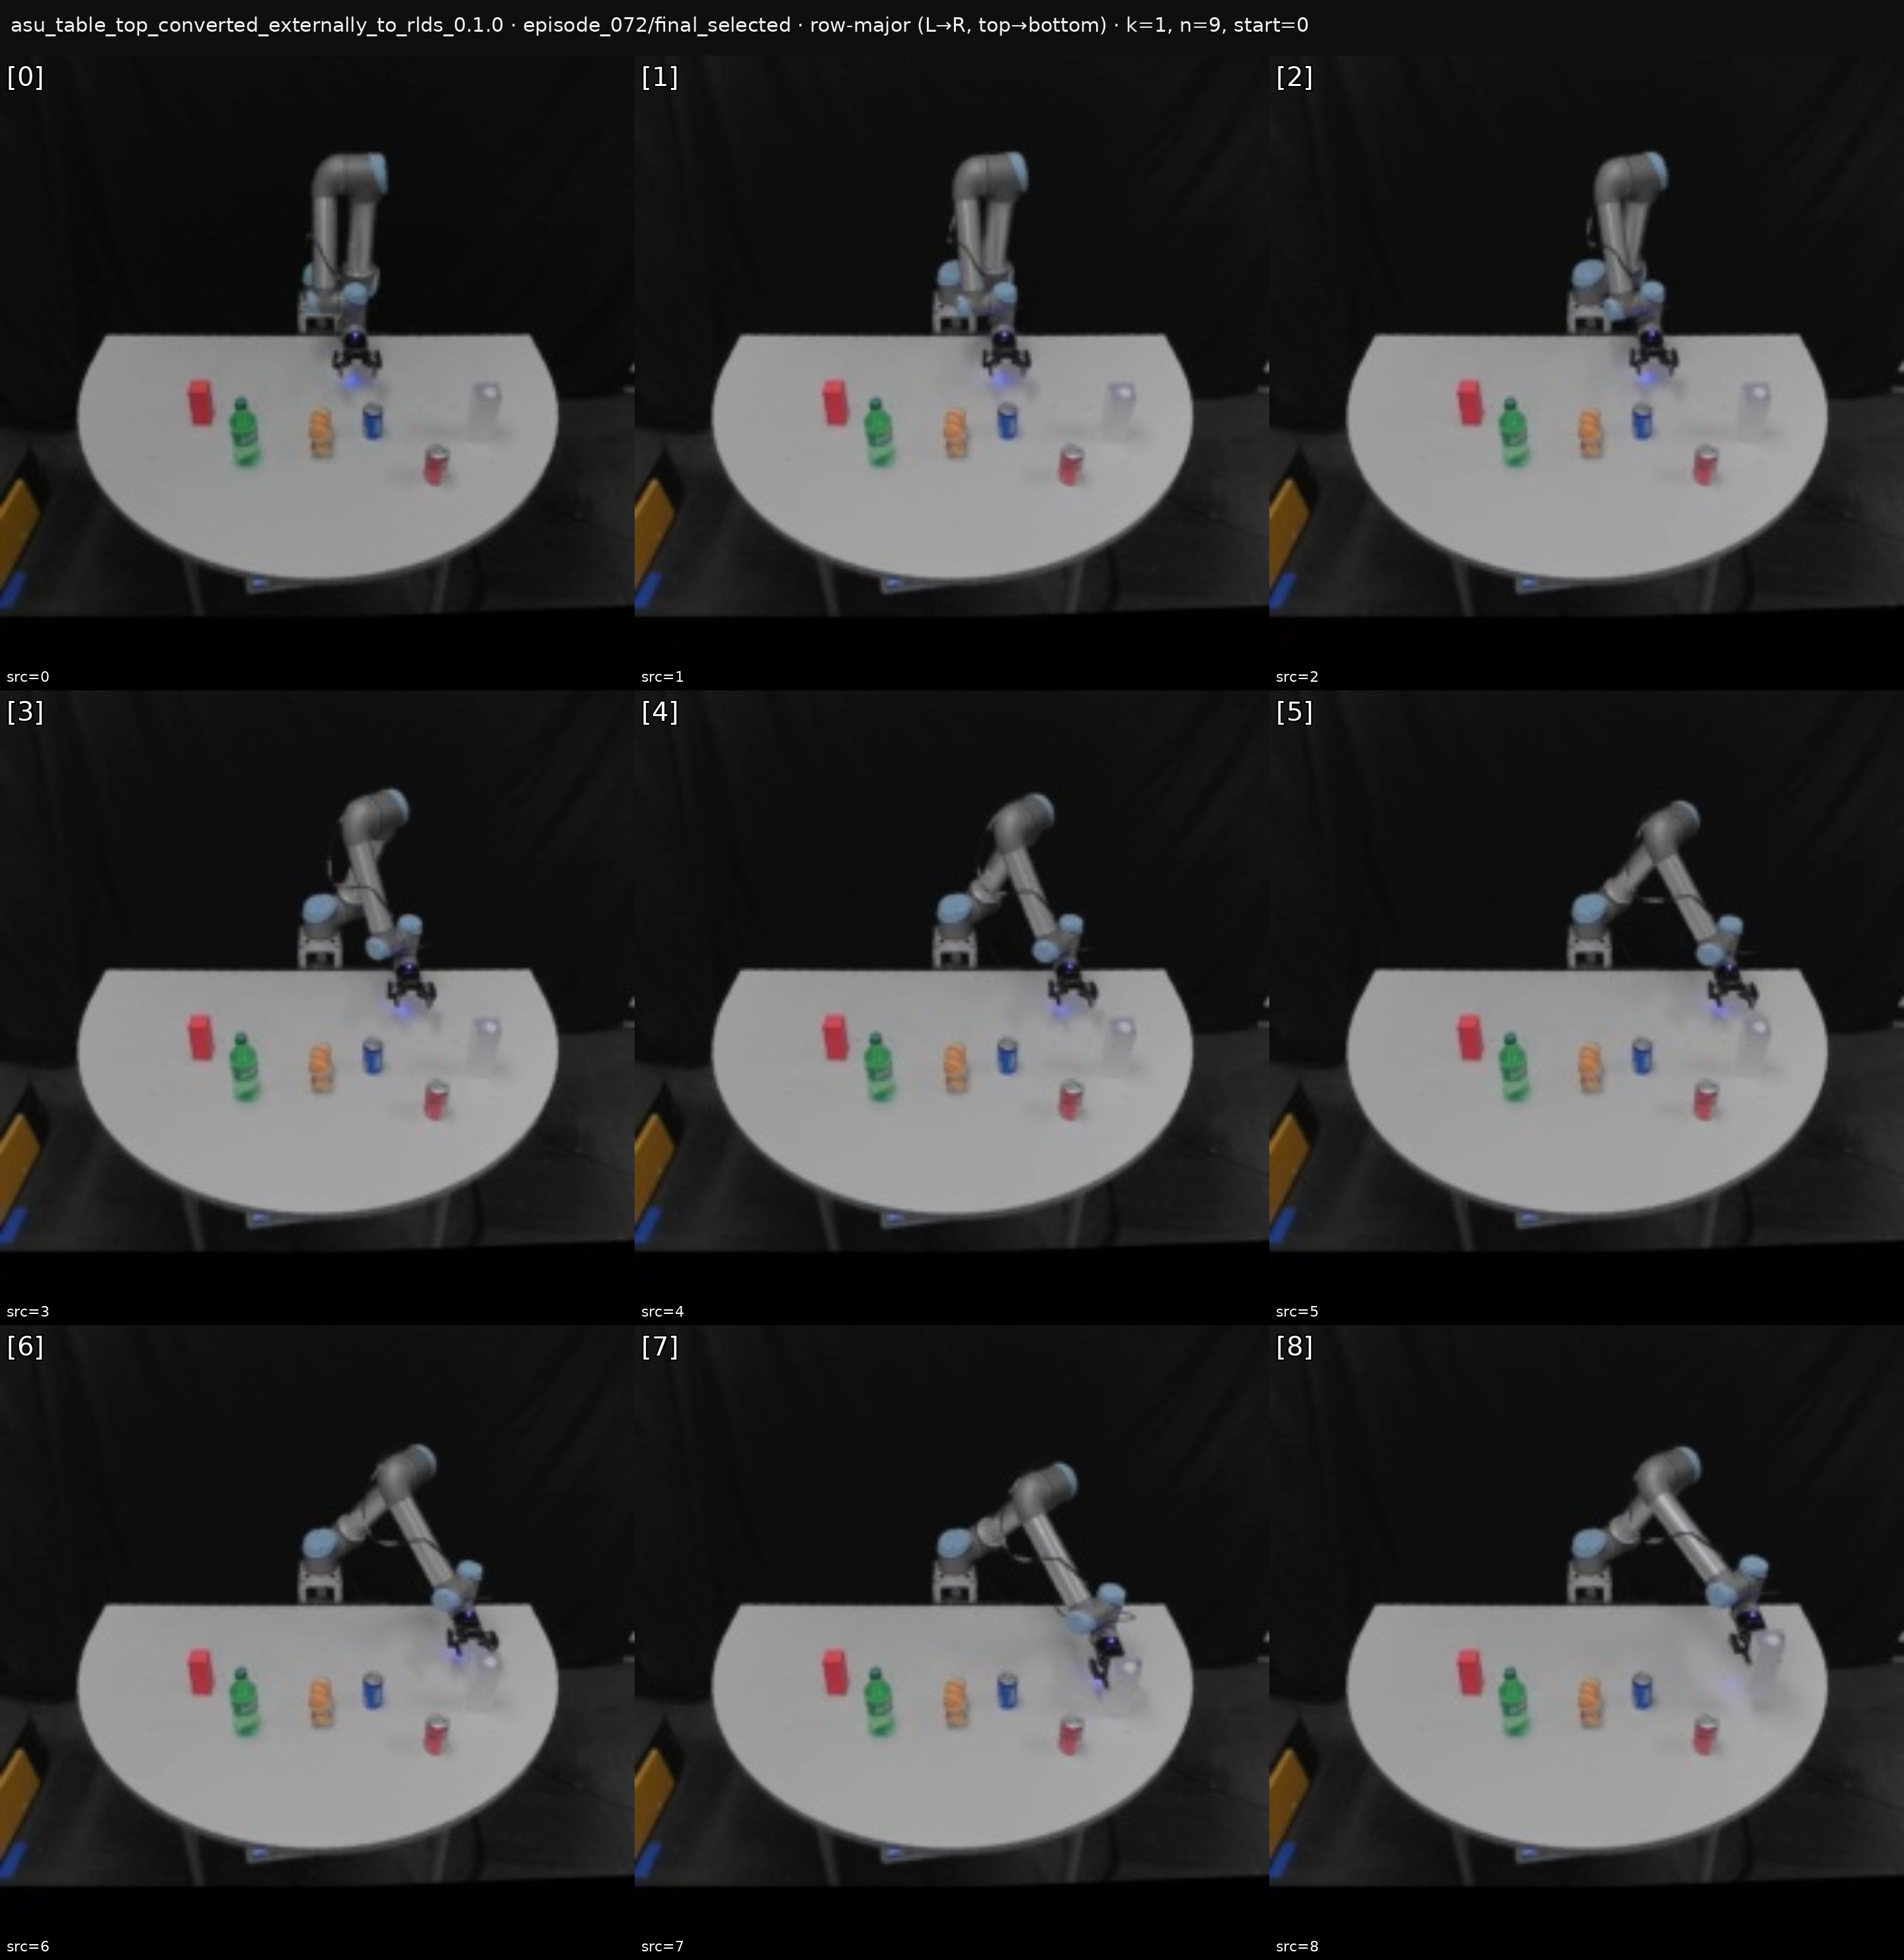 asu_table_top_converted_externally_to_rlds_0.1.0 · episode_072/final_selected · row-major (L→R, top→bottom) · k=1, n=9, start=0
[0]
[1]
[2]
src=0
src=1
src=2
[3]
[4]
[5]
src=3
src=4
src=5
[6]
[7]
[8]
src=6
src=7
src=8